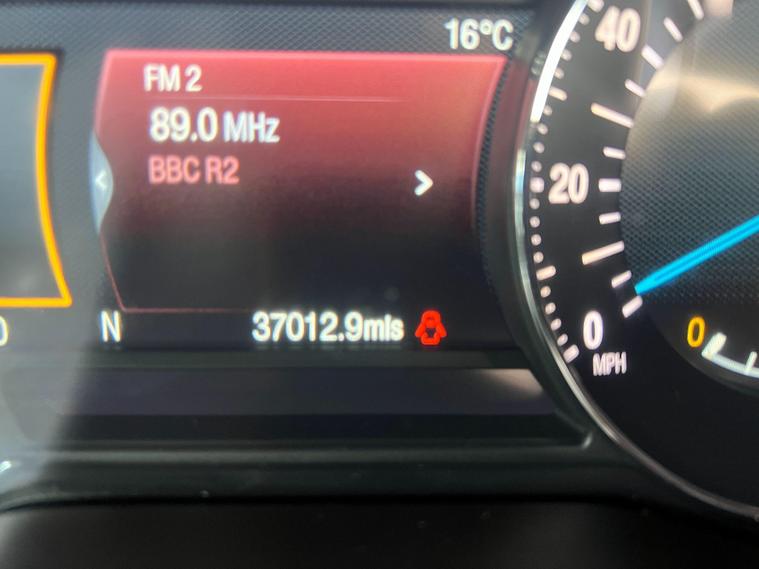 16°C
40
FM 2
89.0 MHz
BBC R2
20
N
37012.9mls
0
MPH
0